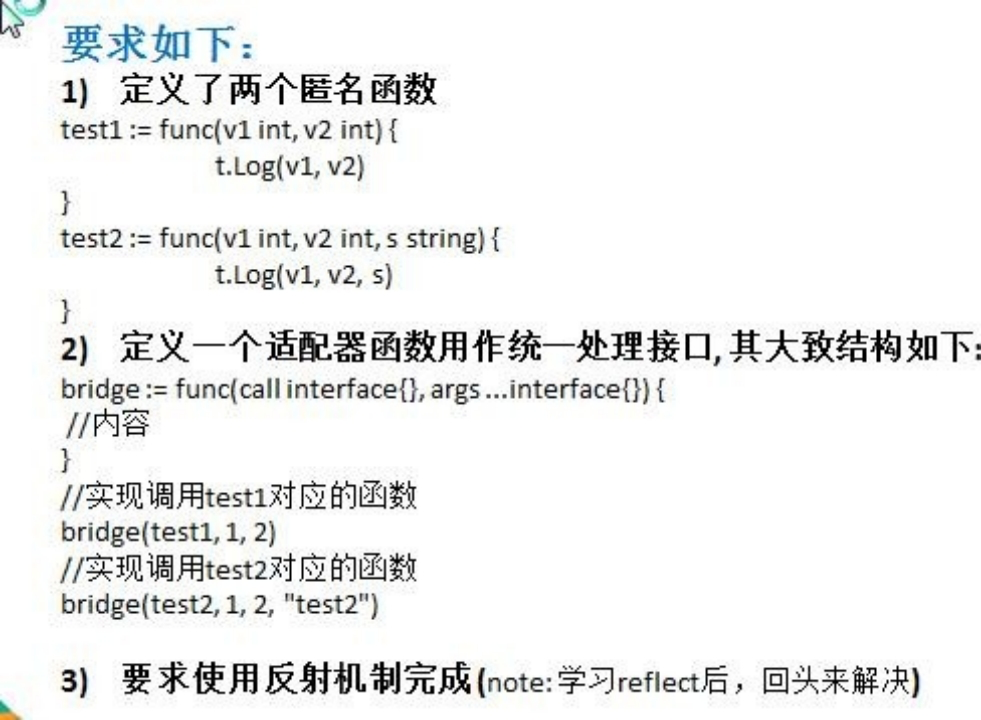 要求如下：
1) 定义了两个匿名函数
test1 := func(v1 int, v2 int) {
t.Log(v1, v2)
}
test2 := func(v1 int, v2 int, s string) {
t.Log(v1, v2, s)
}
2) 定义一个适配器函数用作统一处理接口, 其大致结构如下:
bridge := func(call interface{}, args ...interface{}) {
//内容
}
//实现调用test1对应的函数
bridge(test1, 1, 2)
//实现调用test2对应的函数
bridge(test2, 1, 2, "test2")
3) 要求使用反射机制完成(note: 学习reflect后，回头来解决)